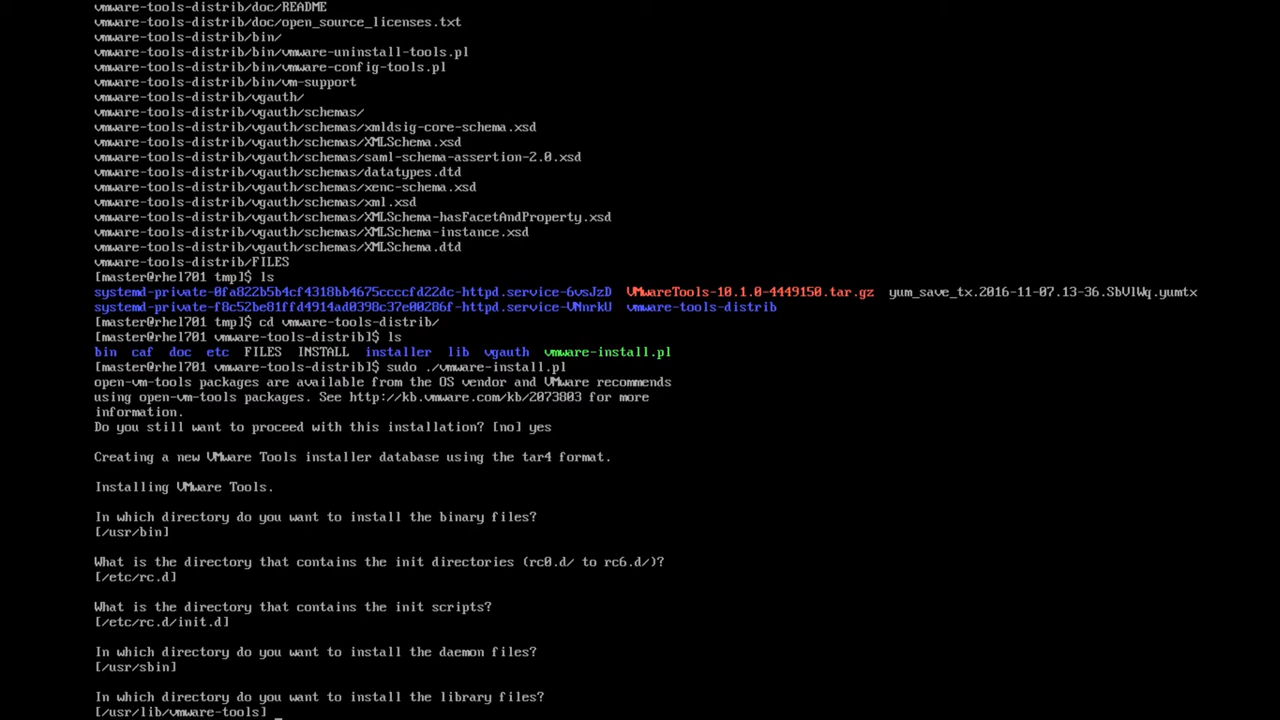 vmware-tools-distrib/doc/README
vmware-tools-distrib/doc/open_source_licenses.txt
vmware-tools-distrib/bin/
vmware-tools-distrib/bin/vmware-uninstall-tools.pl
vmware-tools-distrib/bin/vmware-config-tools.pl
vmware-tools-distrib/bin/vm-support
vmware-tools-distrib/vgauth/
vmware-tools-distrib/vgauth/schemas/
vmware-tools-distrib/vgauth/schemas/xmldsig-core-schema.xsd
vmware-tools-distrib/vgauth/schemas/XMLSchema.xsd
vmware-tools-distrib/vgauth/schemas/saml-schema-assertion-2.0.xsd
vmware-tools-distrib/vgauth/schemas/datatypes.dtd
vmware-tools-distrib/vgauth/schemas/xenc-schema.xsd
vmware-tools-distrib/vgauth/schemas/xml.xsd
vmware-tools-distrib/vgauth/schemas/XMLSchema-hasFacetAndProperty.xsd
vmware-tools-distrib/vgauth/schemas/XMLSchema-instance.xsd
vmware-tools-distrib/vgauth/schemas/XMLSchema.dtd
vmware-tools-distrib/FILES
[master@rhel701 tmp]$ ls
systemd-private-0fa822b5b4cf4318bb4675ccccfd22dc-httpd.service-6vsJzD  VMwareTools-10.1.0-4449150.tar.gz  yum_save_tx.2016-11-07.13-36.SbVlWq.yumtx
systemd-private-f8c52be81ffd4914ad0398c37e00286f-httpd.service-VNnrkU  vmware-tools-distrib
[master@rhel701 tmp]$ cd vmware-tools-distrib/
[master@rhel701 vmware-tools-distrib]$ ls
bin  caf  doc  etc  FILES  INSTALL  installer  lib  vgauth  vmware-install.pl
[master@rhel701 vmware-tools-distrib]$ sudo ./vmware-install.pl
open-vm-tools packages are available from the OS vendor and VMware recommends
using open-vm-tools packages. See http://kb.vmware.com/kb/2073803 for more
information.
Do you still want to proceed with this installation? [no] yes
Creating a new VMware Tools installer database using the tar4 format.
Installing VMware Tools.
In which directory do you want to install the binary files?
[/usr/bin]
What is the directory that contains the init directories (rc0.d/ to rc6.d/)?
[/etc/rc.d]
What is the directory that contains the init scripts?
[/etc/rc.d/init.d]
In which directory do you want to install the daemon files?
[/usr/sbin]
In which directory do you want to install the library files?
[/usr/lib/vmware-tools] _